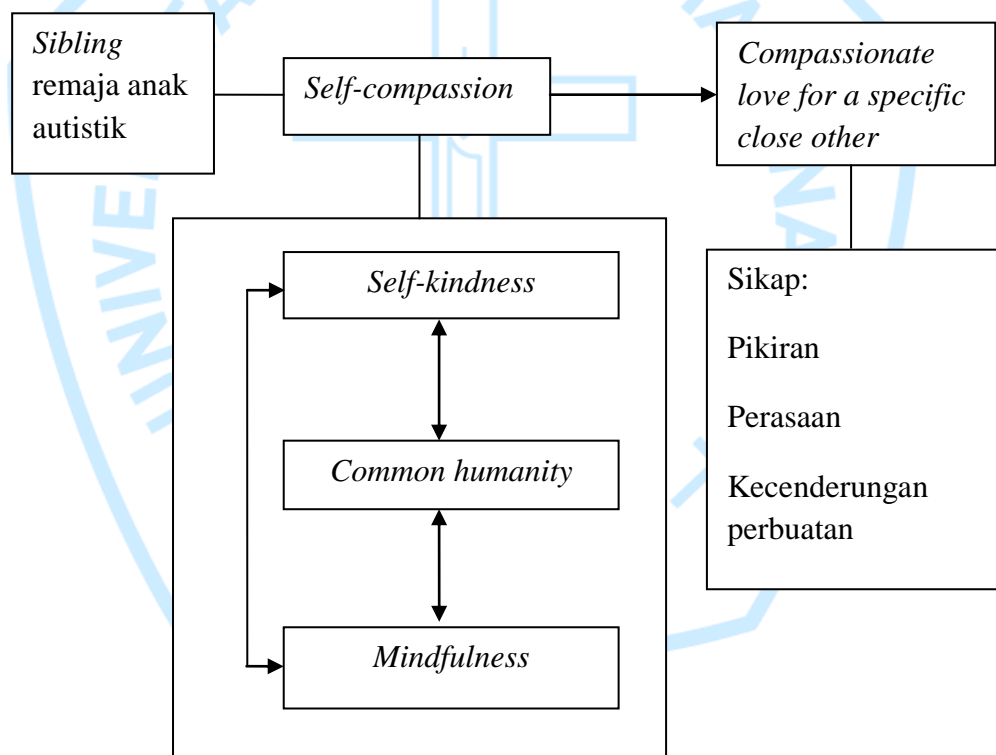 Sibling
remaja anak
autistik
Self-compassion
Compassionate
love for a specific
close other
Self-kindness
Common humanity
Mindfulness
Sikap:
Pikiran
Perasaan
Kecenderungan
perbuatan